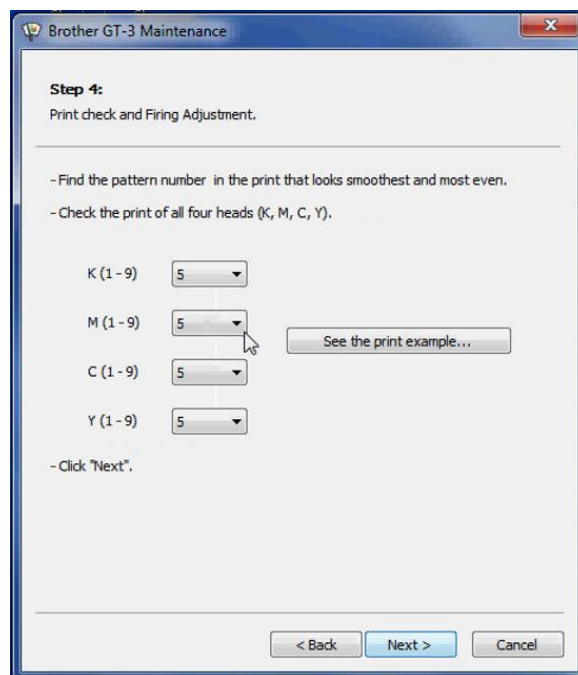 Brother GT-3 Maintenance
Step 4:
Print check and Firing Adjustment.
-Find the pattern number in the print that looks smoothest and most even.
-Check the print of all four heads (K, M, C, Y).
K (1 - 9) 5
M (1 - 9) 5
See the print example...
C (1 - 9) 5
Y (1 - 9) 5
-Click "Next".
< Back Next > Cancel